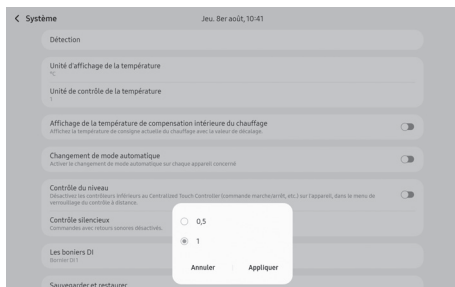 Système
Jeu. 8er août, 10:41
Détection
Unité d'affichage de la température
°C
Unité de contrôle de la température
1
Affichage de la température de compensation intérieure du chauffage
Affichez la température de consigne actuelle du chauffage avec la valeur de décalage.
Changement de mode automatique
Activer le changement de mode automatique sur chaque appareil concerné
Contrôle du niveau
Désactivez les contrôleurs inférieurs au Centralized Touch Controller (commande marche/arrêt, etc.) sur l'appareil, dans le menu de
verrouillage du contrôle à distance.
Contrôle silencieux
Commandes avec retours sonores désactivés.
0,5
1
Annuler
Appliquer
Les boniers DI
Bornier DI 1
Sauvegarder et restaurer